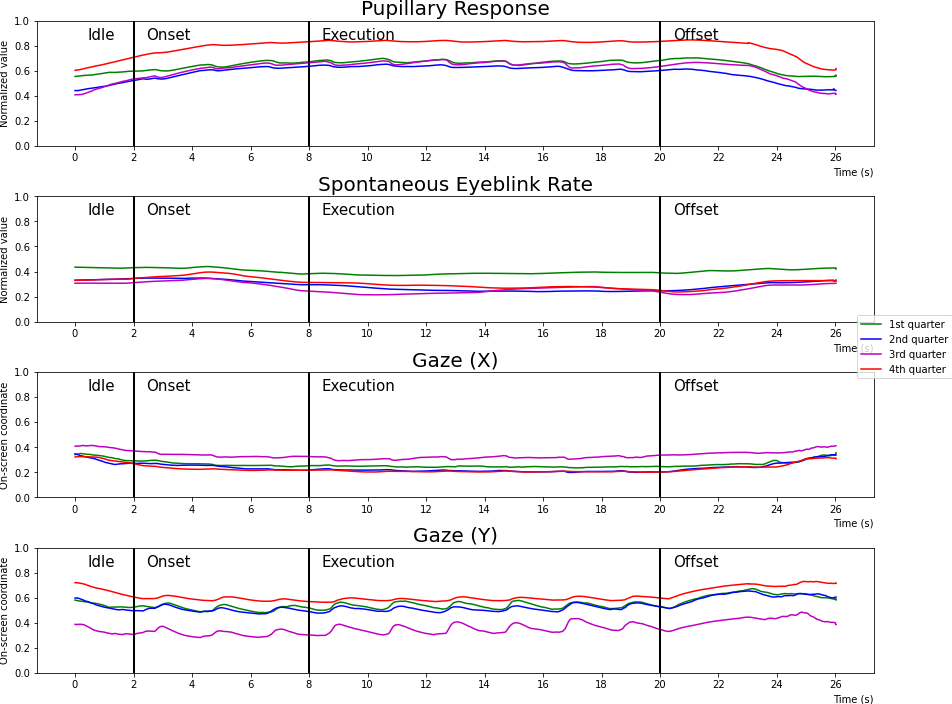 Pupillary Response
Normalized value
1.0
0.8
0.6
0.4
0.2
0.0
Idle Onset Execution Offset
0 2 4 6 8 10 12 14 16 18 20 22 24 26
Time (s)
Spontaneous Eyeblink Rate
Normalized value
1.0
0.8
0.6
0.4
0.2
0.0
Idle Onset Execution Offset
0 2 4 6 8 10 12 14 16 18 20 22 24 26
Time (s)
1st quarter
2nd quarter
3rd quarter
4th quarter
Gaze (X)
On-screen coordinate
1.0
0.8
0.6
0.4
0.2
0.0
Idle Onset Execution Offset
0 2 4 6 8 10 12 14 16 18 20 22 24 26
Time (s)
Gaze (Y)
On-screen coordinate
1.0
0.8
0.6
0.4
0.2
0.0
Idle Onset Execution Offset
0 2 4 6 8 10 12 14 16 18 20 22 24 26
Time (s)